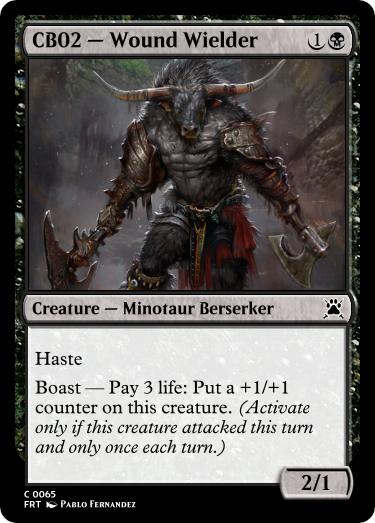 CB02 — Wound Wielder 1
Creature — Minotaur Berserker
Haste
Boast — Pay 3 life: Put a +1/+1
counter on this creature. (Activate
only if this creature attacked this turn
and only once each turn.)
2/1
C 0065
FRT Pablo Fernandez